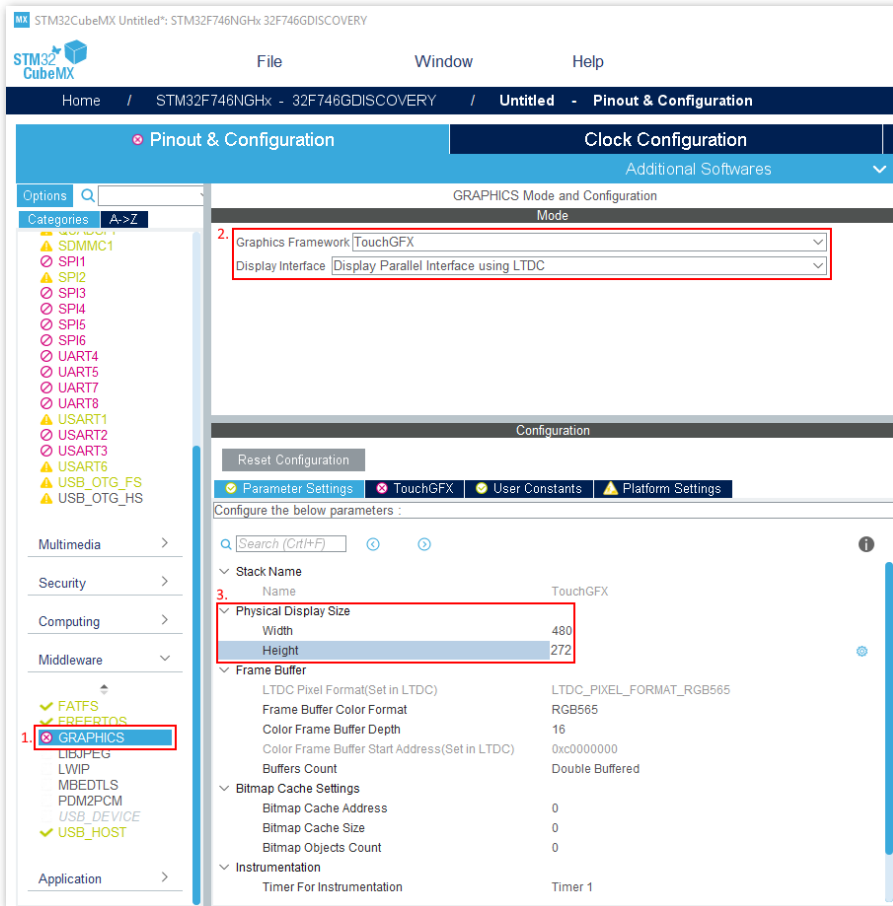 MX STM32CubeMX Untitled*: STM32F746NGHx 32F746GDISCOVERY
STM32
CubeMX
File Window Help
Home / STM32F746NGHx - 32F746GDISCOVERY / Untitled - Pinout & Configuration
Pinout & Configuration Clock Configuration
Additional Softwares
Options
Categories A->Z
SDMMC1
SPI1
SPI2
SPI3
SPI4
SPI5
SPI6
UART4
UART5
UART7
UART8
USART1
USART2
USART3
USART6
USB_OTG_FS
USB_OTG_HS
Multimedia
Security
Computing
Middleware
FATFS
FREERTOS
1. GRAPHICS
LIBJPEG
LWIP
MBEDTLS
PDM2PCM
USB_DEVICE
USB_HOST
Application
GRAPHICS Mode and Configuration
Mode
2. Graphics Framework TouchGFX
Display Interface Display Parallel Interface using LTDC
Configuration
Reset Configuration
Parameter Settings TouchGFX User Constants Platform Settings
Configure the below parameters :
Search (Crtl+F)
Stack Name
Name TouchGFX
3. Physical Display Size
Width 480
Height 272
Frame Buffer
LTDC Pixel Format(Set in LTDC) LTDC_PIXEL_FORMAT_RGB565
Frame Buffer Color Format RGB565
Color Frame Buffer Depth 16
Color Frame Buffer Start Address(Set in LTDC) 0xc0000000
Buffers Count Double Buffered
Bitmap Cache Settings
Bitmap Cache Address 0
Bitmap Cache Size 0
Bitmap Objects Count 0
Instrumentation
Timer For Instrumentation Timer 1